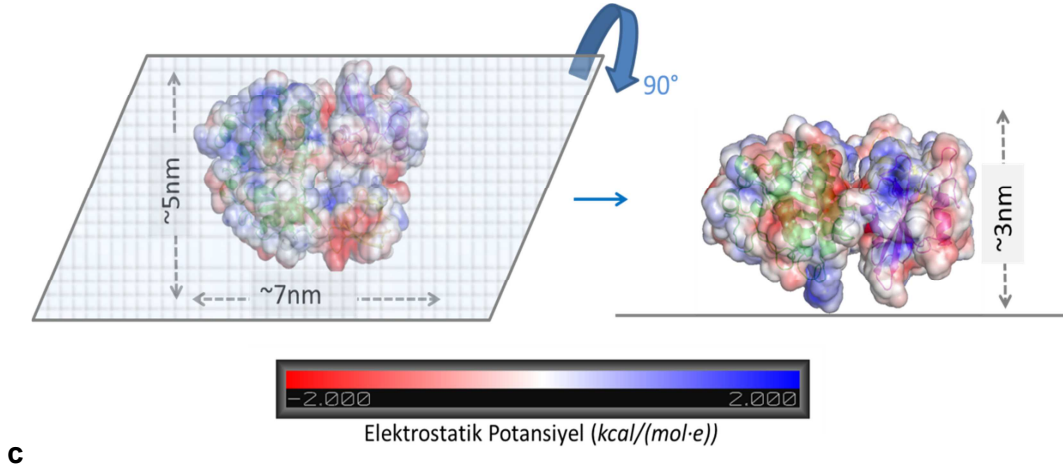 90°
~5nm
~7nm
~3nm
-2.000 2.000
Elektrostatik Potansiyel (kcal/(mol·e))
c